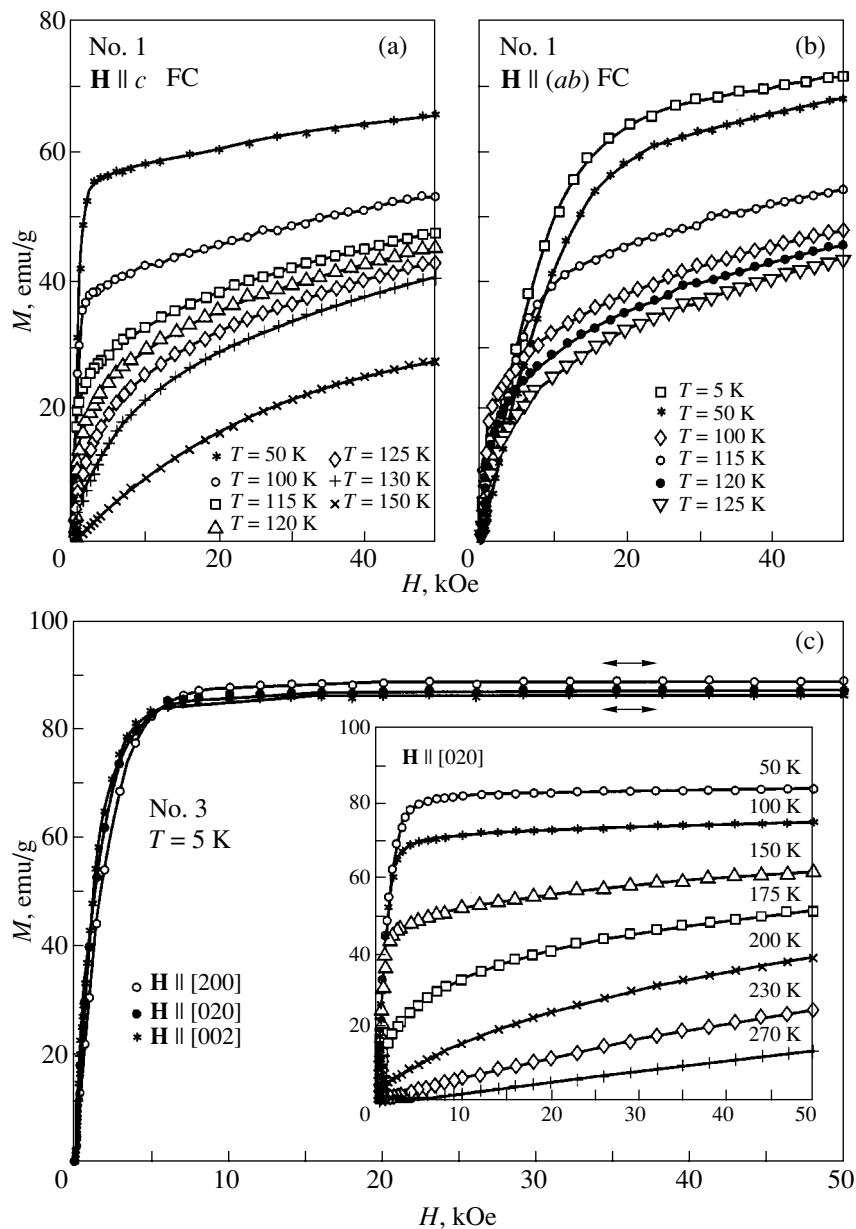 80
60
40
20
0
M, emu/g
No. 1
H || c FC
(a)
T = 50 K
T = 100 K
T = 115 K
T = 120 K
T = 125 K
T = 130 K
T = 150 K
20
40
No. 1
H || (ab) FC
(b)
T = 5 K
T = 50 K
T = 100 K
T = 115 K
T = 120 K
T = 125 K
0
20
40
H, kOe
100
80
60
40
20
0
M, emu/g
(c)
No. 3
T = 5 K
H || [200]
H || [020]
H || [002]
10
20
30
40
50
H, kOe
100
80
60
40
20
0
H || [020]
50 K
100 K
150 K
175 K
200 K
230 K
270 K
10
20
30
40
50